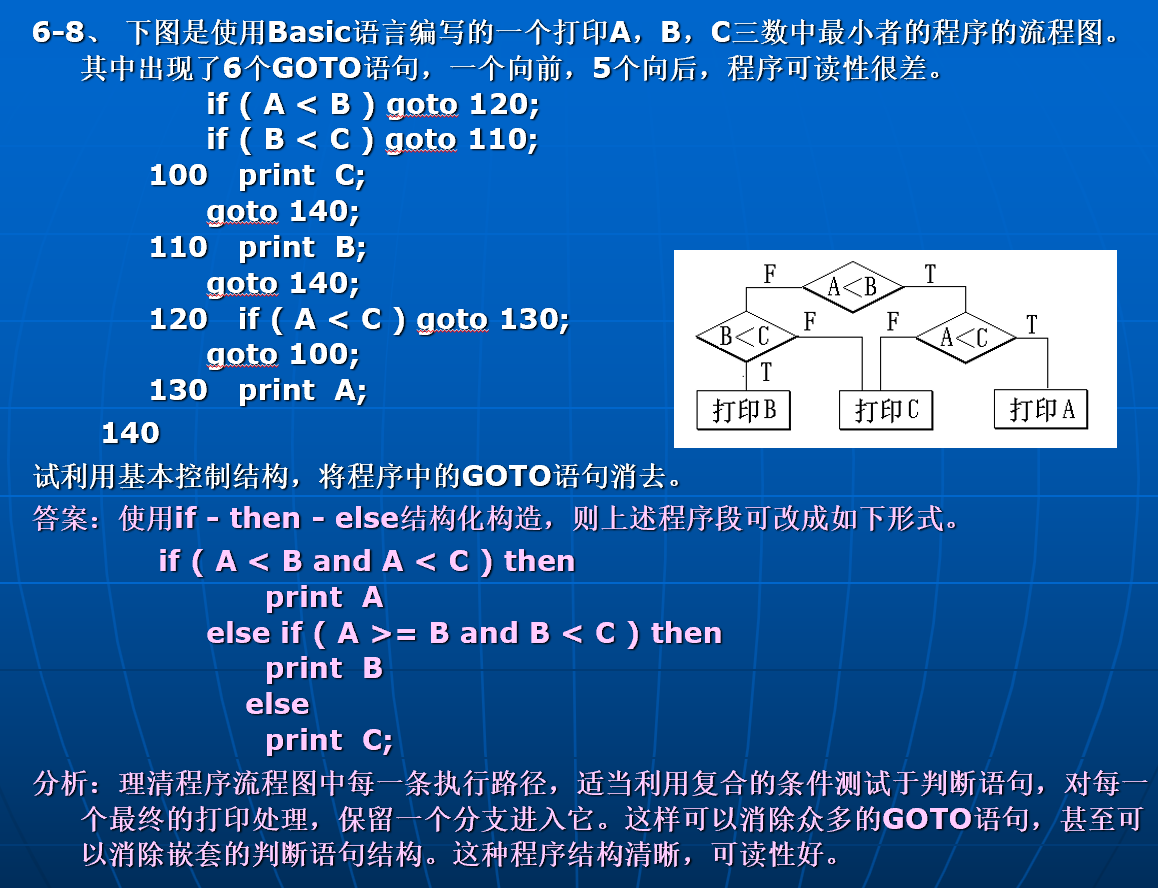 6-8、 下图是使用Basic语言编写的一个打印A，B，C三数中最小者的程序的流程图。
其中出现了6个GOTO语句，一个向前，5个向后，程序可读性很差。
if ( A < B ) goto 120;
if ( B < C ) goto 110;
100 print C;
goto 140;
110 print B;
goto 140;
120 if ( A < C ) goto 130;
goto 100;
130 print A;
140
F A<B T
B<C F F A<C T
T
打印B 打印C 打印A
试利用基本控制结构，将程序中的GOTO语句消去。
答案：使用if - then - else结构化构造，则上述程序段可改成如下形式。
if ( A < B and A < C ) then
print A
else if ( A >= B and B < C ) then
print B
else
print C;
分析：理清程序流程图中每一条执行路径，适当利用复合的条件测试于判断语句，对每一
个最终的打印处理，保留一个分支进入它。这样可以消除众多的GOTO语句，甚至可
以消除嵌套的判断语句结构。这种程序结构清晰，可读性好。